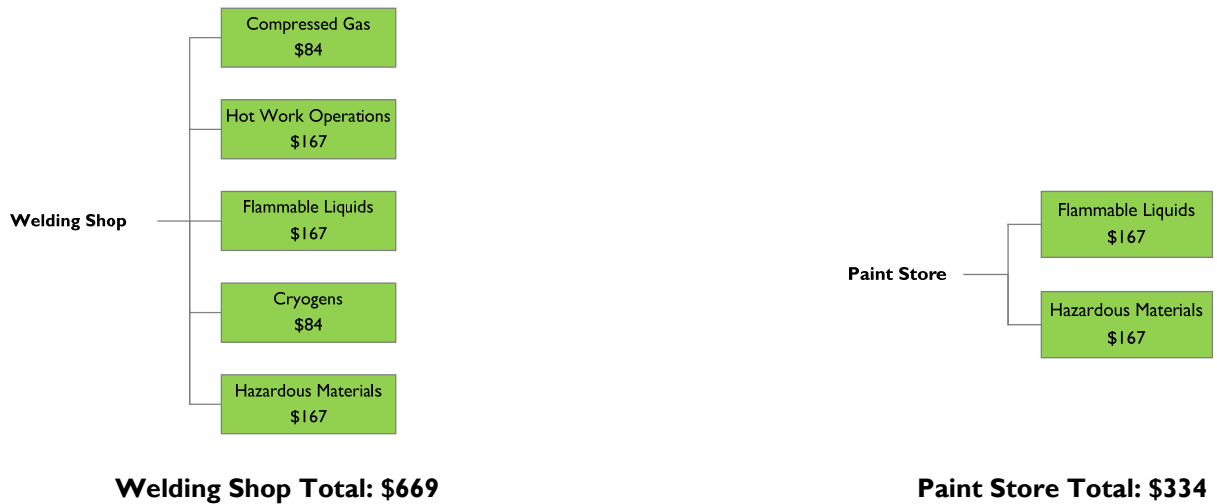 Compressed Gas
$84
Hot Work Operations
$167
Welding Shop
Flammable Liquids
$167
Cryogens
$84
Hazardous Materials
$167
Welding Shop Total: $669
Paint Store
Flammable Liquids
$167
Hazardous Materials
$167
Paint Store Total: $334